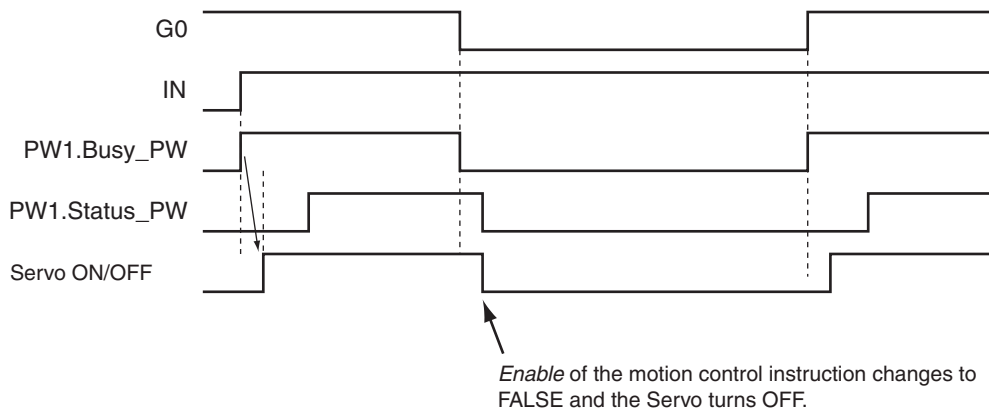 G0
IN
PW1.Busy_PW
PW1.Status_PW
Servo ON/OFF
Enable of the motion control instruction changes to
FALSE and the Servo turns OFF.